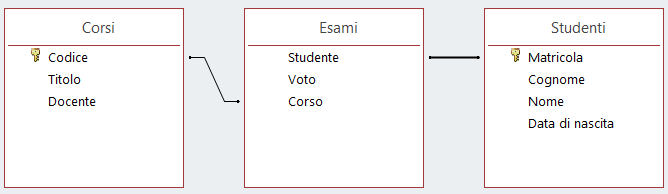 Corsi
Codice
Titolo
Docente
Esami
Studente
Voto
Corso
Studenti
Matricola
Cognome
Nome
Data di nascita